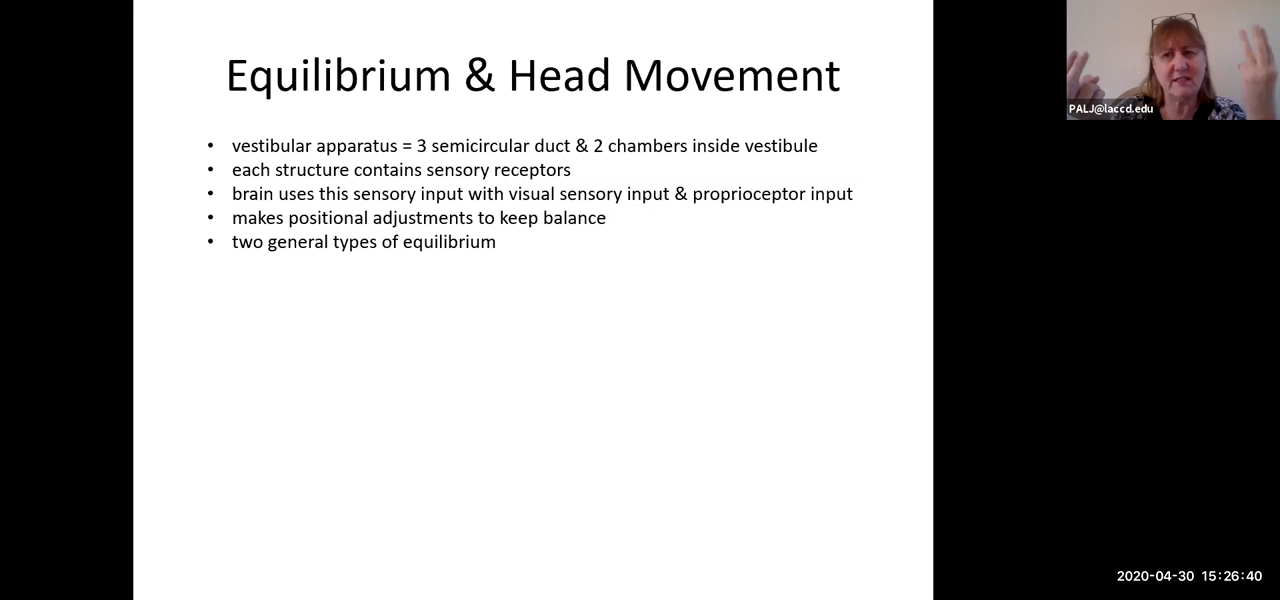 Equilibrium & Head Movement
• vestibular apparatus = 3 semicircular duct & 2 chambers inside vestibule
• each structure contains sensory receptors
• brain uses this sensory input with visual sensory input & proprioceptor input
• makes positional adjustments to keep balance
• two general types of equilibrium
PALJ@laccd.edu
2020-04-30 15:26:40